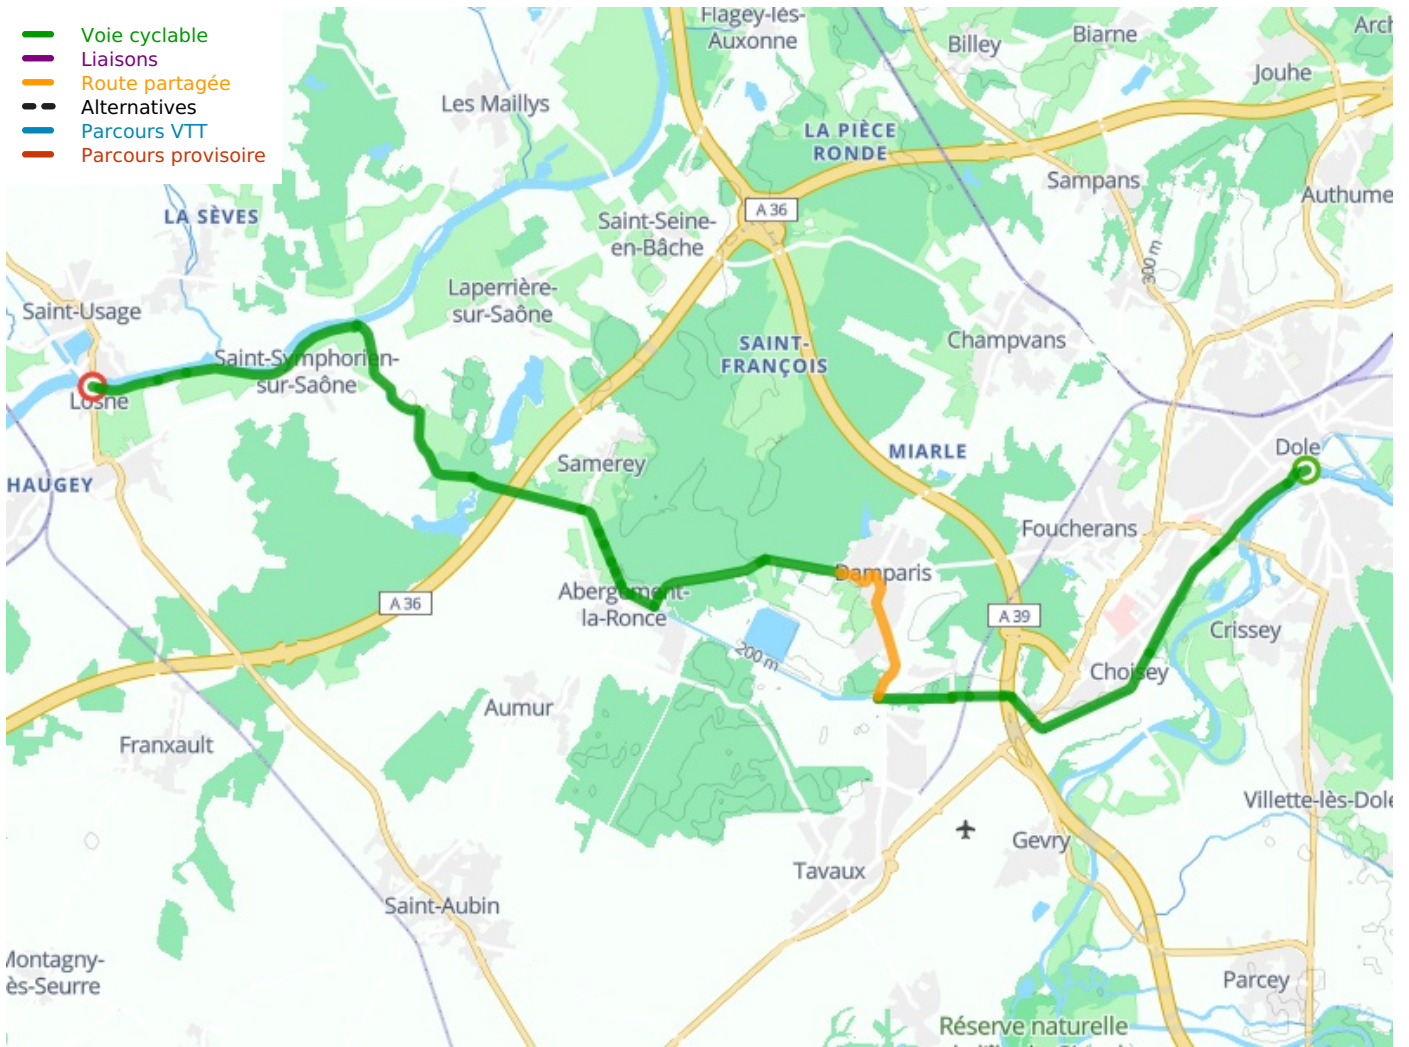 Voie cyclable
Liaisons
Route partagée
Alternatives
Parcours VTT
Parcours provisoire
Flagey-lès-
Auxonne
Billey
Biarne
Jouhe
Les Maillys
LA PIÈCE
RONDE
Sampans
Authume
LA SÈVES
A 36
Saint-Seine-
en-Bâche
300 m
Laperrière-
sur-Saône
Saint-Usage
SAINT-
FRANÇOIS
Champvans
Saint-Symphorien-
sur-Saône
Losne
Dole
MIARLE
Samerey
HAUGEY
Foucherans
Damparis
Abergement-
la-Ronce
A 36
A 39
Crissey
200 m
Choisey
Aumur
Franxault
Villette-lès-Dole
Gevry
Tavaux
Saint-Aubin
Montagny-
ès-Seurre
Parcey
Réserve naturelle